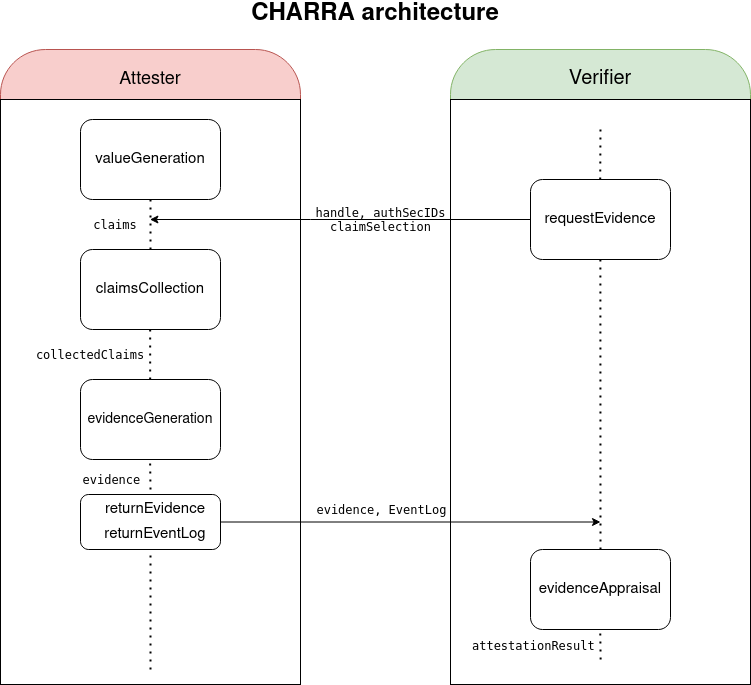 CHARRA architecture
Attester
Verifier
valueGeneration
handle, authSecIDs
claimSelection
requestEvidence
claims
claimsCollection
collectedClaims
evidenceGeneration
evidence
returnEvidence
returnEventLog
evidence, EventLog
evidenceAppraisal
attestationResult